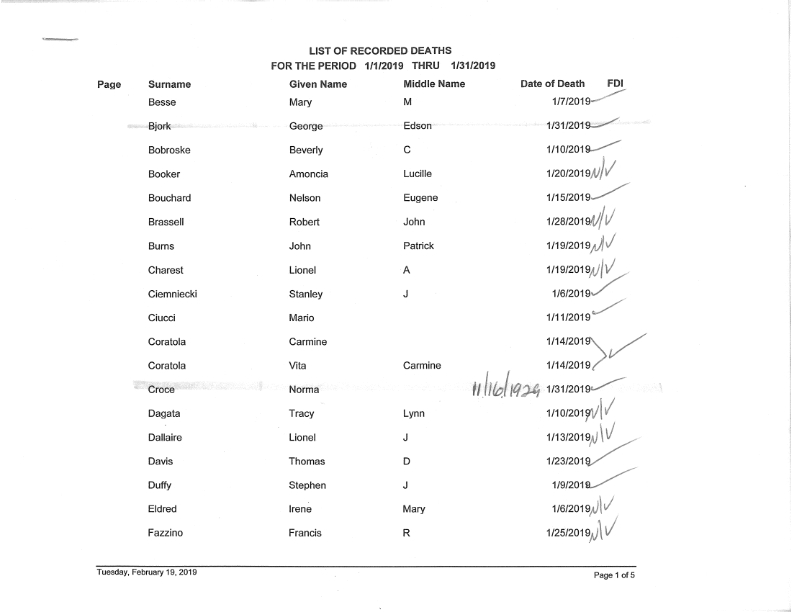 LIST OF RECORDED DEATHS
FOR THE PERIOD 1/1/2019 THRU 1/31/2019
Page Surname Given Name Middle Name Date of Death FDI
Besse Mary M 1/7/2019
Bjork George Edson 1/31/2019
Bobroske Beverly C 1/10/2019
Booker Amoncia Lucille 1/20/2019 N/V
Bouchard Nelson Eugene 1/15/2019
Brassell Robert John 1/28/2019 N/V
Burns John Patrick 1/19/2019 N/V
Charest Lionel A 1/19/2019 N/V
Ciemniecki Stanley J 1/6/2019
Ciucci Mario 1/11/2019
Coratola Carmine 1/14/2019
Coratola Vita Carmine 1/14/2019
Croce Norma 11/16/1929 1/31/2019
Dagata Tracy Lynn 1/10/2019 N/V
Dallaire Lionel J 1/13/2019 N/V
Davis Thomas D 1/23/2019
Duffy Stephen J 1/9/2019
Eldred Irene Mary 1/6/2019 N/V
Fazzino Francis R 1/25/2019 N/V
Tuesday, February 19, 2019 Page 1 of 5